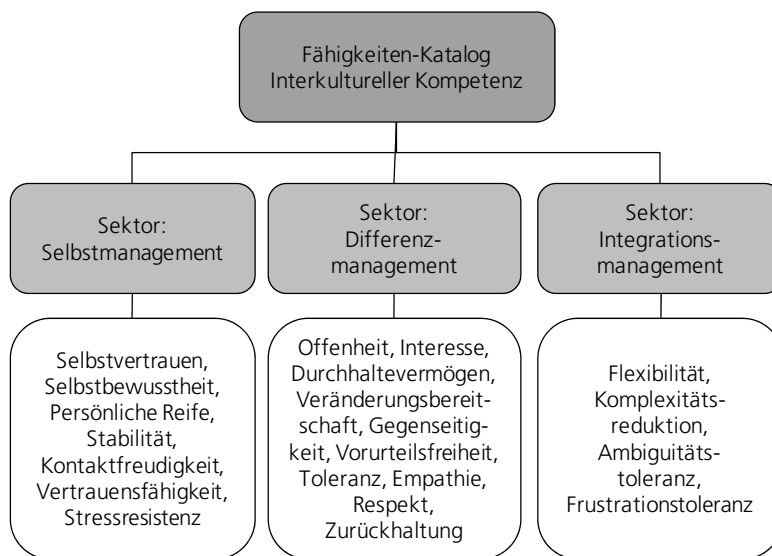 Fähigkeiten-Katalog
Interkultureller Kompetenz
Sektor:
Selbstmanagement
Sektor:
Differenz-
management
Sektor:
Integrations-
management
Selbstvertrauen,
Selbstbewusstheit,
Persönliche Reife,
Stabilität,
Kontaktfreudigkeit,
Vertrauensfähigkeit,
Stressresistenz
Offenheit, Interesse,
Durchhaltevermögen,
Veränderungsbereit-
schaft, Gegenseitig-
keit, Vorurteilsfreiheit,
Toleranz, Empathie,
Respekt,
Zurückhaltung
Flexibilität,
Komplexitäts-
reduktion,
Ambiguitäts-
toleranz,
Frustrationstoleranz